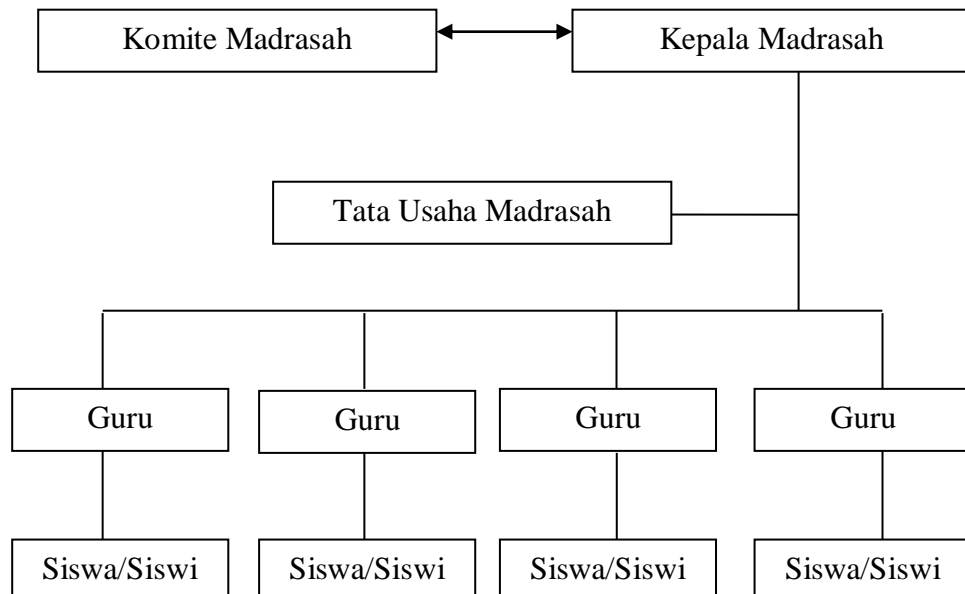 Komite Madrasah
Kepala Madrasah
Tata Usaha Madrasah
Guru
Guru
Guru
Guru
Siswa/Siswi
Siswa/Siswi
Siswa/Siswi
Siswa/Siswi